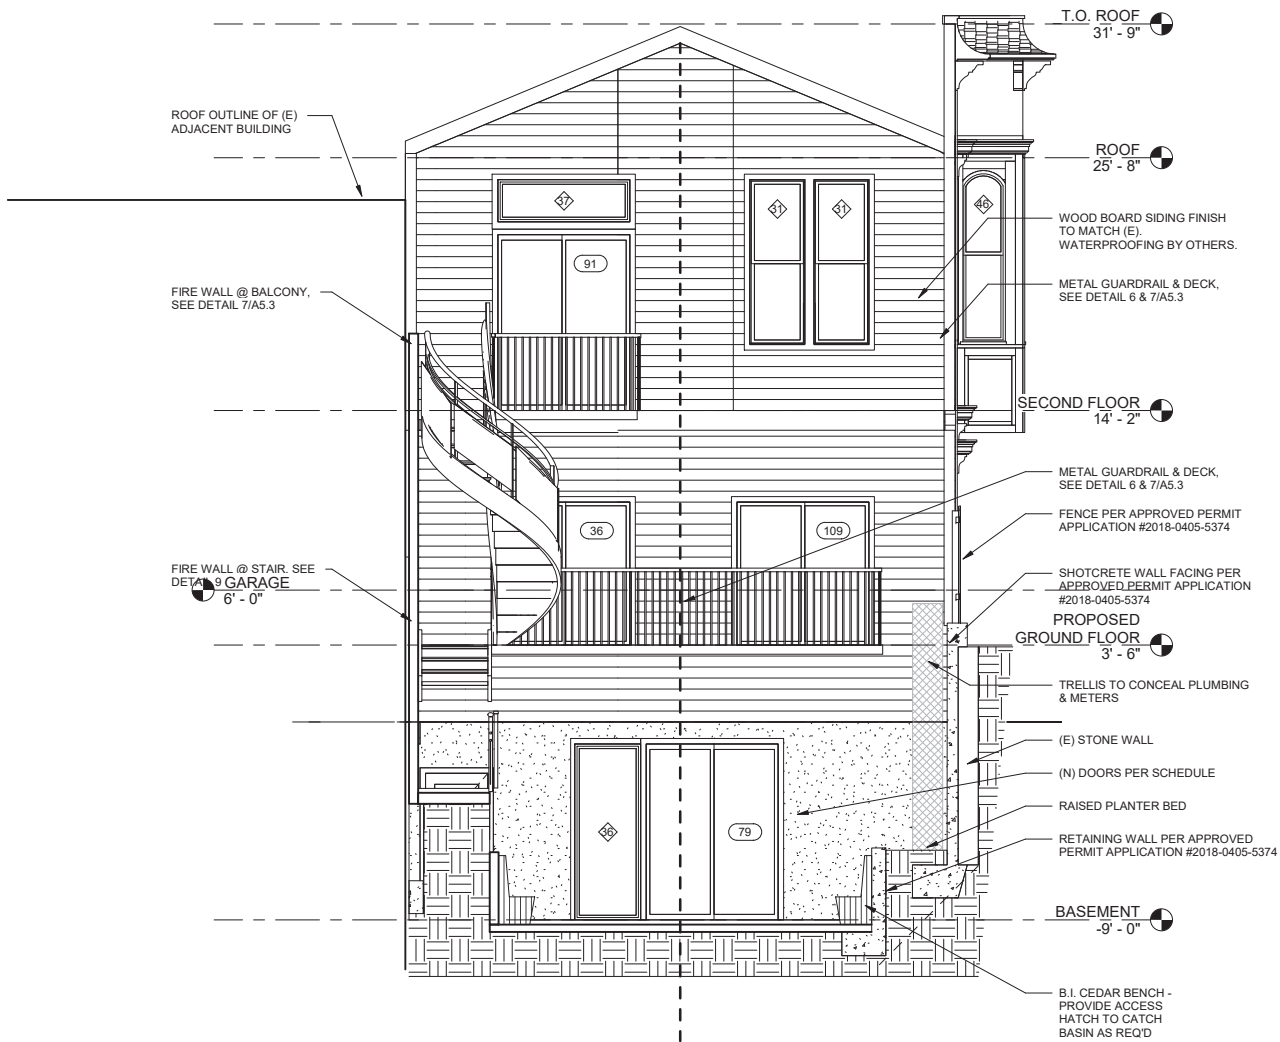 T.O. ROOF
31' - 9"
ROOF OUTLINE OF (E)
ADJACENT BUILDING
ROOF
25' - 8"
37
31
31
46
WOOD BOARD SIDING FINISH
TO MATCH (E).
WATERPROOFING BY OTHERS.
91
FIRE WALL @ BALCONY,
SEE DETAIL 7/A5.3
METAL GUARDRAIL & DECK,
SEE DETAIL 6 & 7/A5.3
SECOND FLOOR
14' - 2"
METAL GUARDRAIL & DECK,
SEE DETAIL 6 & 7/A5.3
36
109
FENCE PER APPROVED PERMIT
APPLICATION #2018-0405-5374
FIRE WALL @ STAIR. SEE
DETAIL 9
GARAGE
6' - 0"
SHOTCRETE WALL FACING PER
APPROVED PERMIT APPLICATION
#2018-0405-5374
PROPOSED
GROUND FLOOR
3' - 6"
TRELLIS TO CONCEAL PLUMBING
& METERS
(E) STONE WALL
(N) DOORS PER SCHEDULE
RAISED PLANTER BED
36
79
RETAINING WALL PER APPROVED
PERMIT APPLICATION #2018-0405-5374
BASEMENT
-9' - 0"
B.I. CEDAR BENCH -
PROVIDE ACCESS
HATCH TO CATCH
BASIN AS REQ'D